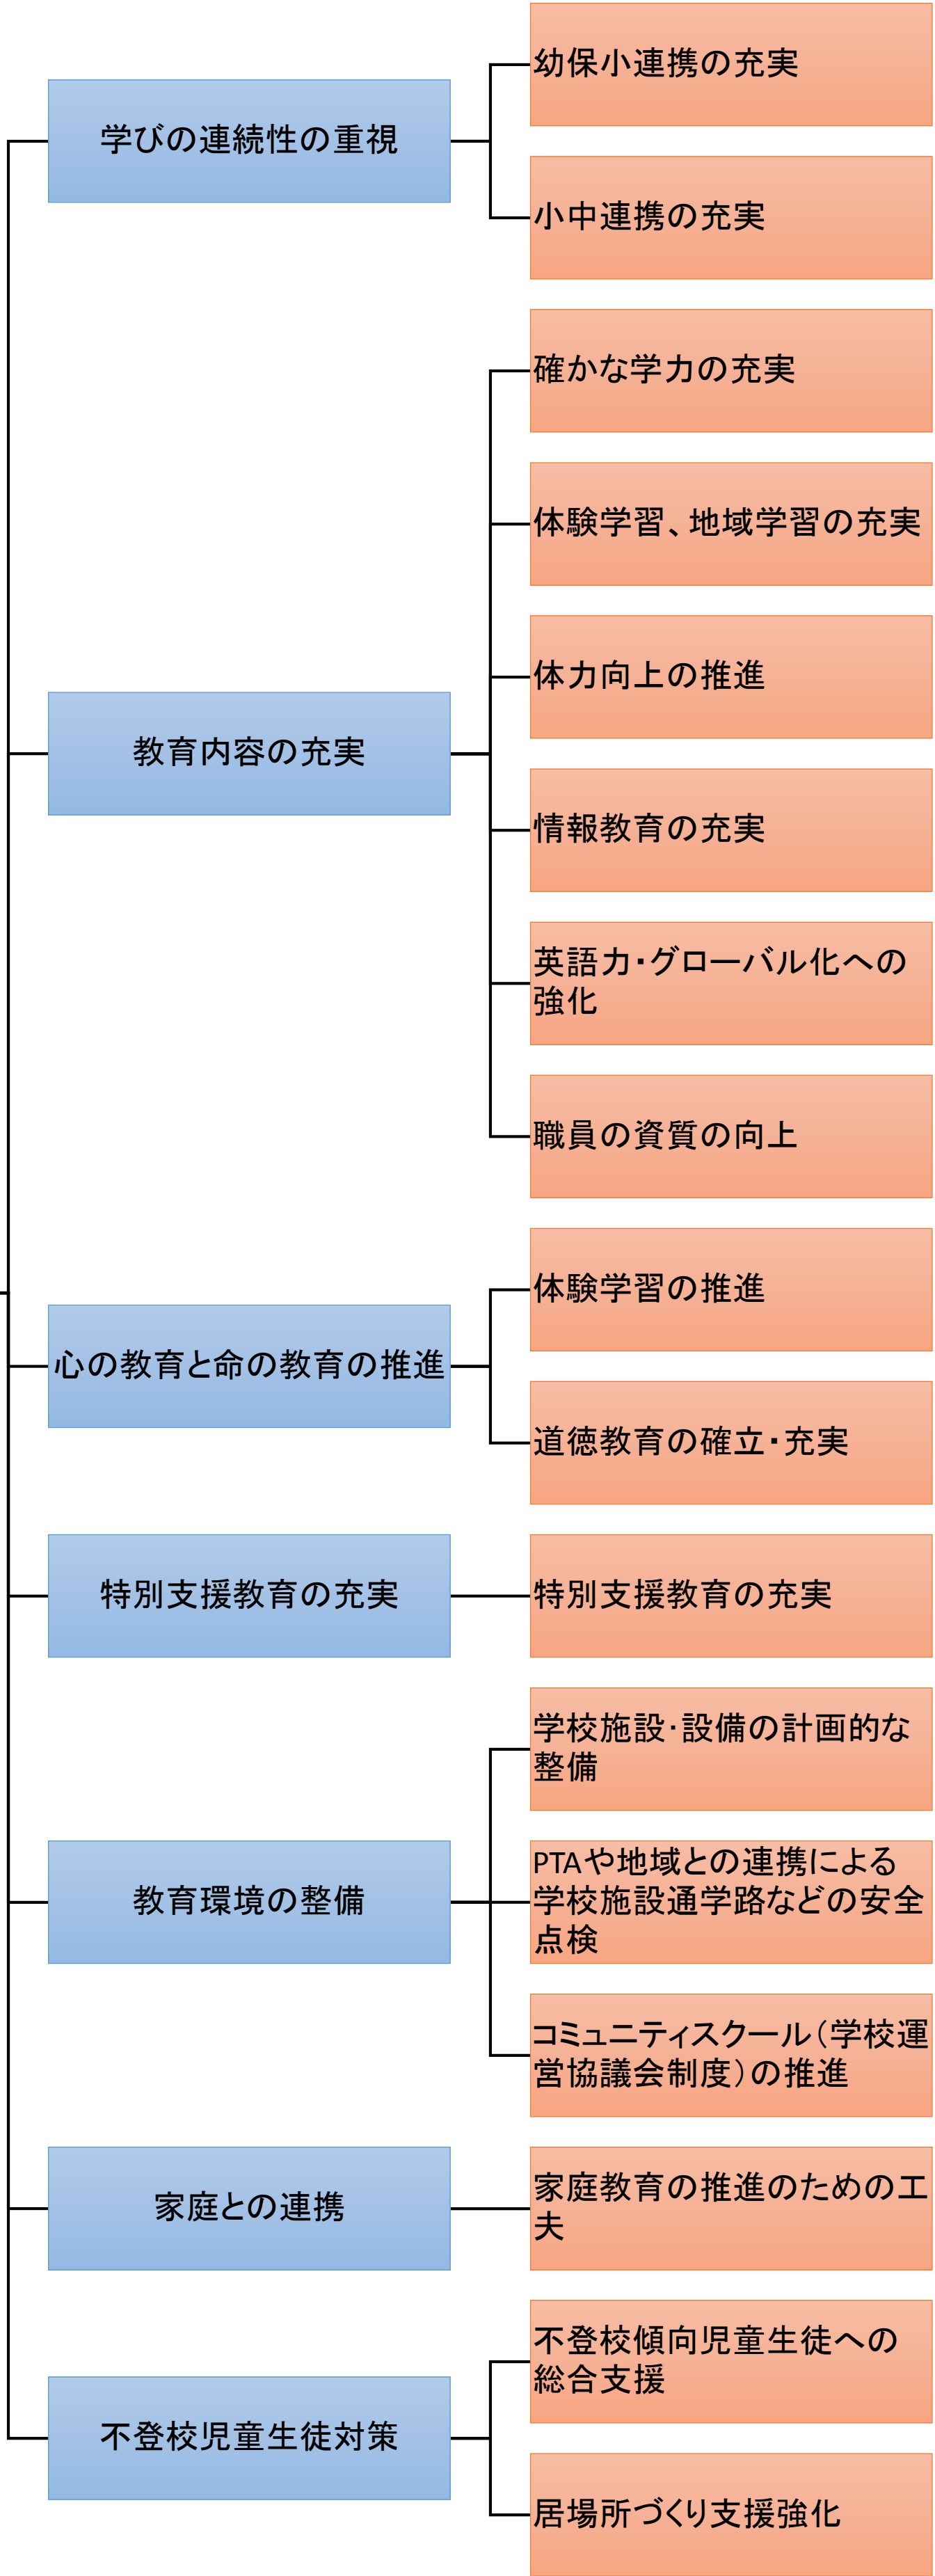 学びの連続性の重視
幼保小連携の充実
小中連携の充実
教育内容の充実
確かな学力の充実
体験学習、地域学習の充実
体力向上の推進
情報教育の充実
英語力・グローバル化への
強化
職員の資質の向上
心の教育と命の教育の推進
体験学習の推進
道徳教育の確立・充実
特別支援教育の充実
特別支援教育の充実
教育環境の整備
学校施設・設備の計画的な
整備
PTAや地域との連携による
学校施設通学路などの安全
点検
コミュニティスクール(学校運
営協議会制度)の推進
家庭との連携
家庭教育の推進のための工
夫
不登校児童生徒対策
不登校傾向児童生徒への
総合支援
居場所づくり支援強化